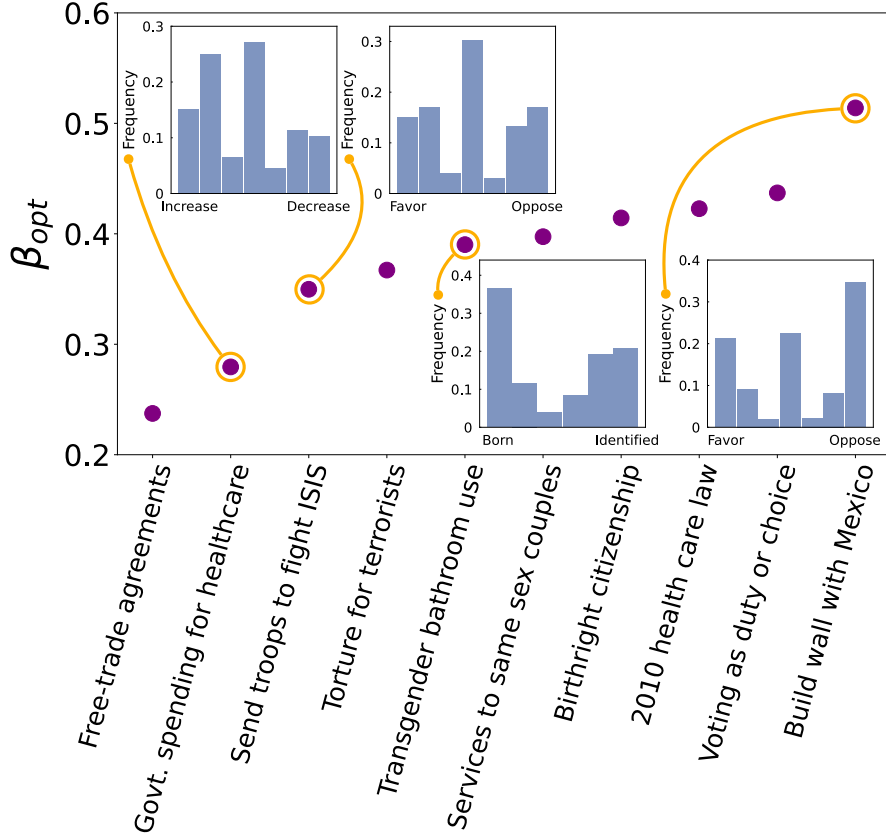 0.6
0.5
0.4
0.3
0.2
β_opt
0.3
0.2
0.1
0
Frequency
Increase Decrease
0.3
0.2
0.1
0
Frequency
Favor Oppose
0.4
0.3
0.2
0.1
0
Frequency
Born Identified
0.4
0.3
0.2
0.1
0
Frequency
Favor Oppose
Free-trade agreements
Govt. spending for healthcare
Send troops to fight ISIS
Torture for terrorists
Transgender bathroom use
Services to same sex couples
Birthright citizenship
2010 health care law
Voting as duty or choice
Build wall with Mexico